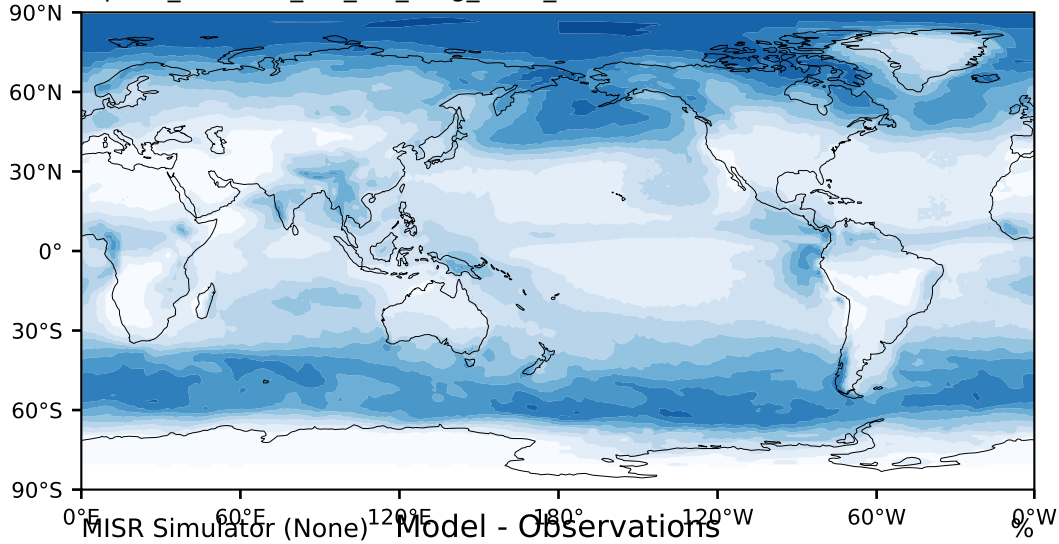 90°N
60°N
30°N
0°
30°S
60°S
90°S
0°E 60°E 120°E 180° 120°W 60°W 0°W
MISR Simulator (None) Model - Observations %